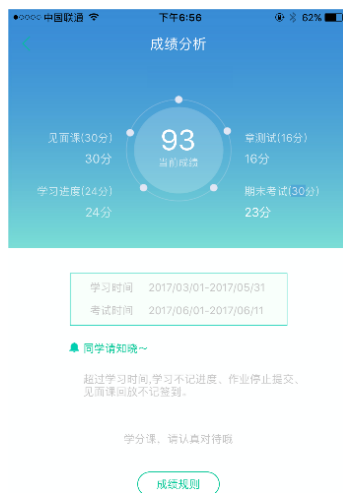 中国联通 下午6:56 62%
成绩分析
93
当前成绩
见面课(30分)
30分
章测试(16分)
16分
学习进度(24分)
24分
期末考试(30分)
23分
学习时间 2017/03/01-2017/05/31
考试时间 2017/06/01-2017/06/11
同学请知晓~
超过学习时间,学习不记进度、作业停止提交、
见面课回放不记签到。
学分课，请认真对待哦
成绩规则